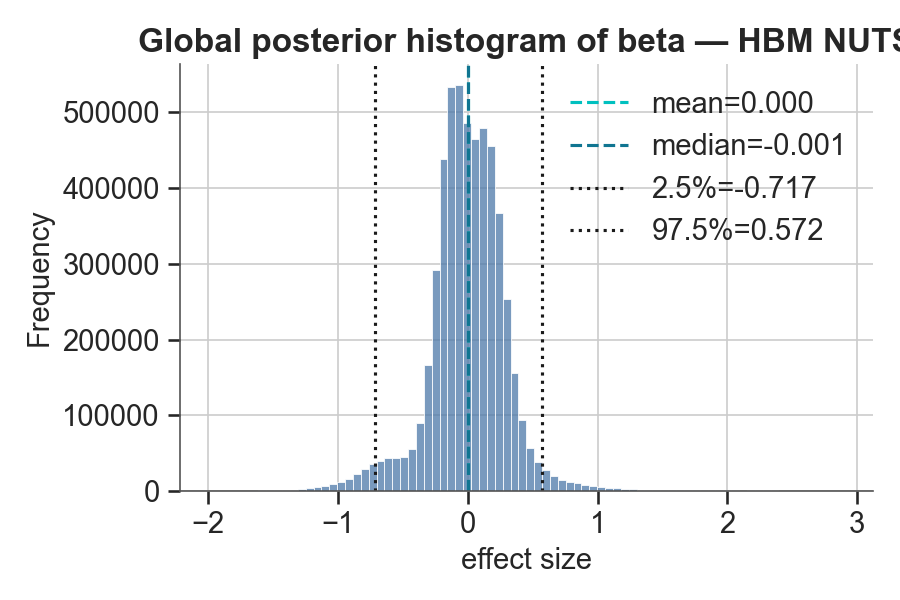 Global posterior histogram of beta — HBM NUTS
mean=0.000
median=-0.001
2.5%=-0.717
97.5%=0.572
Frequency
500000
400000
300000
200000
100000
0
−2 −1 0 1 2 3
effect size